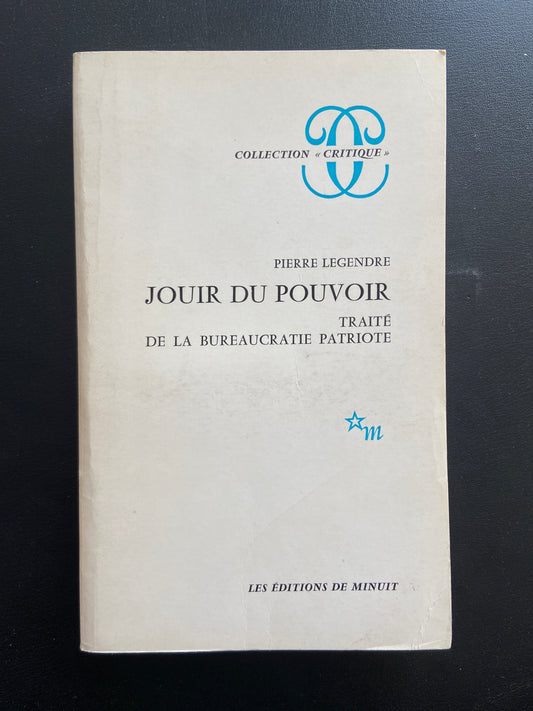 COLLECTION « CRITIQUE »
PIERRE LEGENDRE
JOUIR DU POUVOIR
TRAITÉ
DE LA BUREAUCRATIE PATRIOTE
m
LES ÉDITIONS DE MINUIT